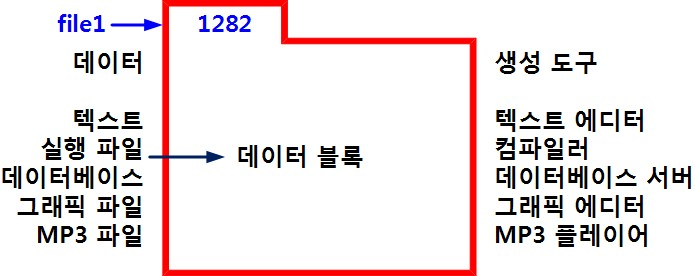 file1 1282
데이터 생성 도구
텍스트 텍스트 에디터
실행 파일 컴파일러
데이터 블록
데이터베이스 데이터베이스 서버
그래픽 파일 그래픽 에디터
MP3 파일 MP3 플레이어